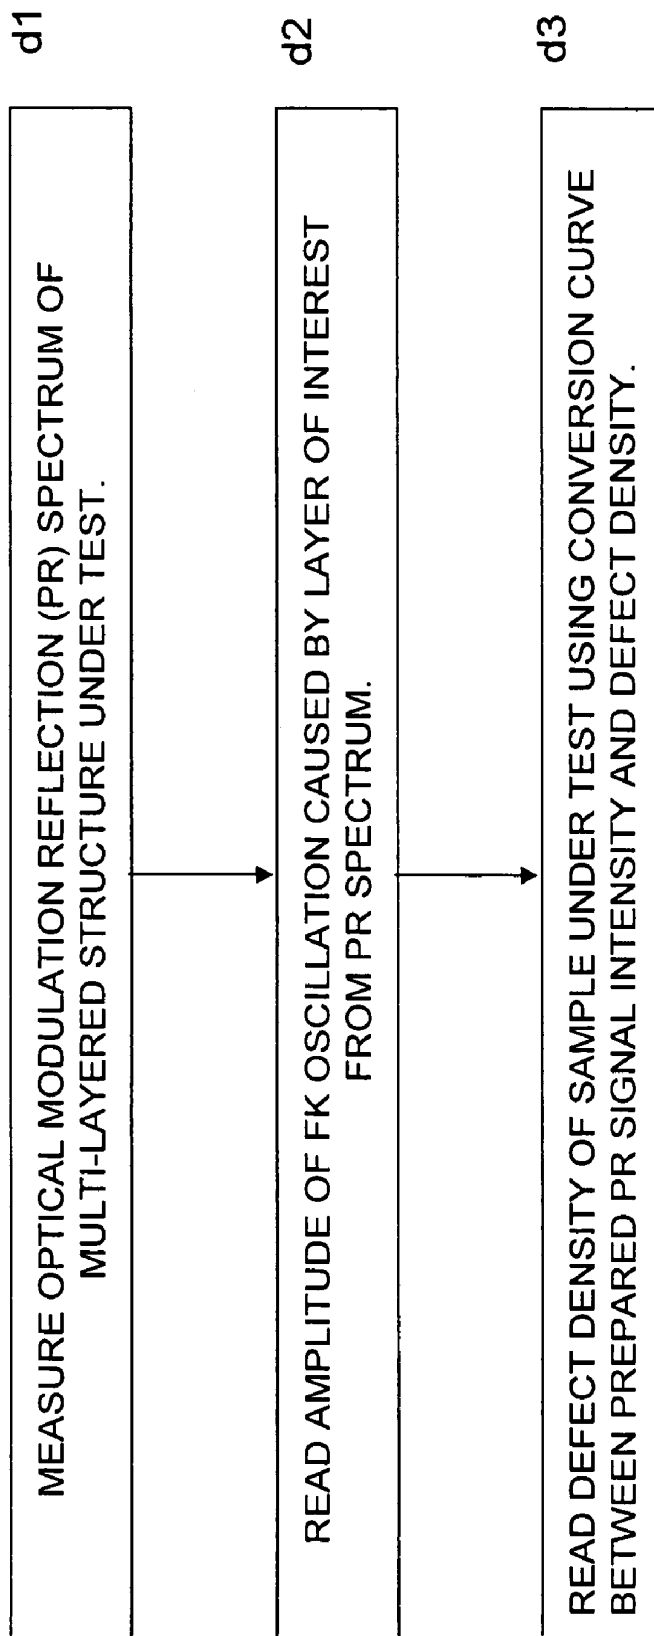 d1
MEASURE OPTICAL MODULATION REFLECTION (PR) SPECTRUM OF
MULTI-LAYERED STRUCTURE UNDER TEST.
d2
READ AMPLITUDE OF FK OSCILLATION CAUSED BY LAYER OF INTEREST
FROM PR SPECTRUM.
d3
READ DEFECT DENSITY OF SAMPLE UNDER TEST USING CONVERSION CURVE
BETWEEN PREPARED PR SIGNAL INTENSITY AND DEFECT DENSITY.